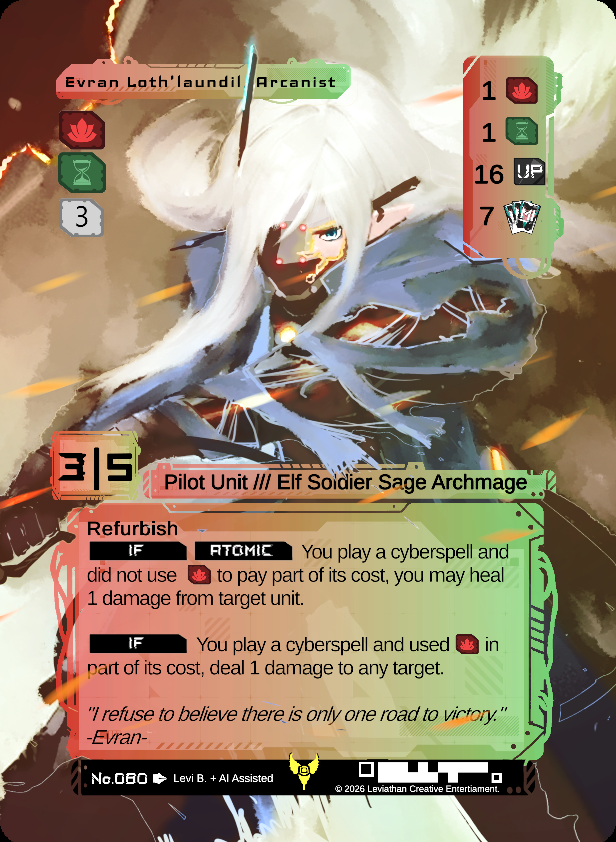 Evran Loth'laundil, Arcanist
1
1
16 UP
7
3
3|5
Pilot Unit /// Elf Soldier Sage Archmage
Refurbish
IF ATOMIC You play a cyberspell and
did not use to pay part of its cost, you may heal
1 damage from target unit.
IF You play a cyberspell and used in
part of its cost, deal 1 damage to any target.
"I refuse to believe there is only one road to victory."
-Evran-
No.080 Levi B. + AI Assisted
© 2026 Leviathan Creative Entertiament.